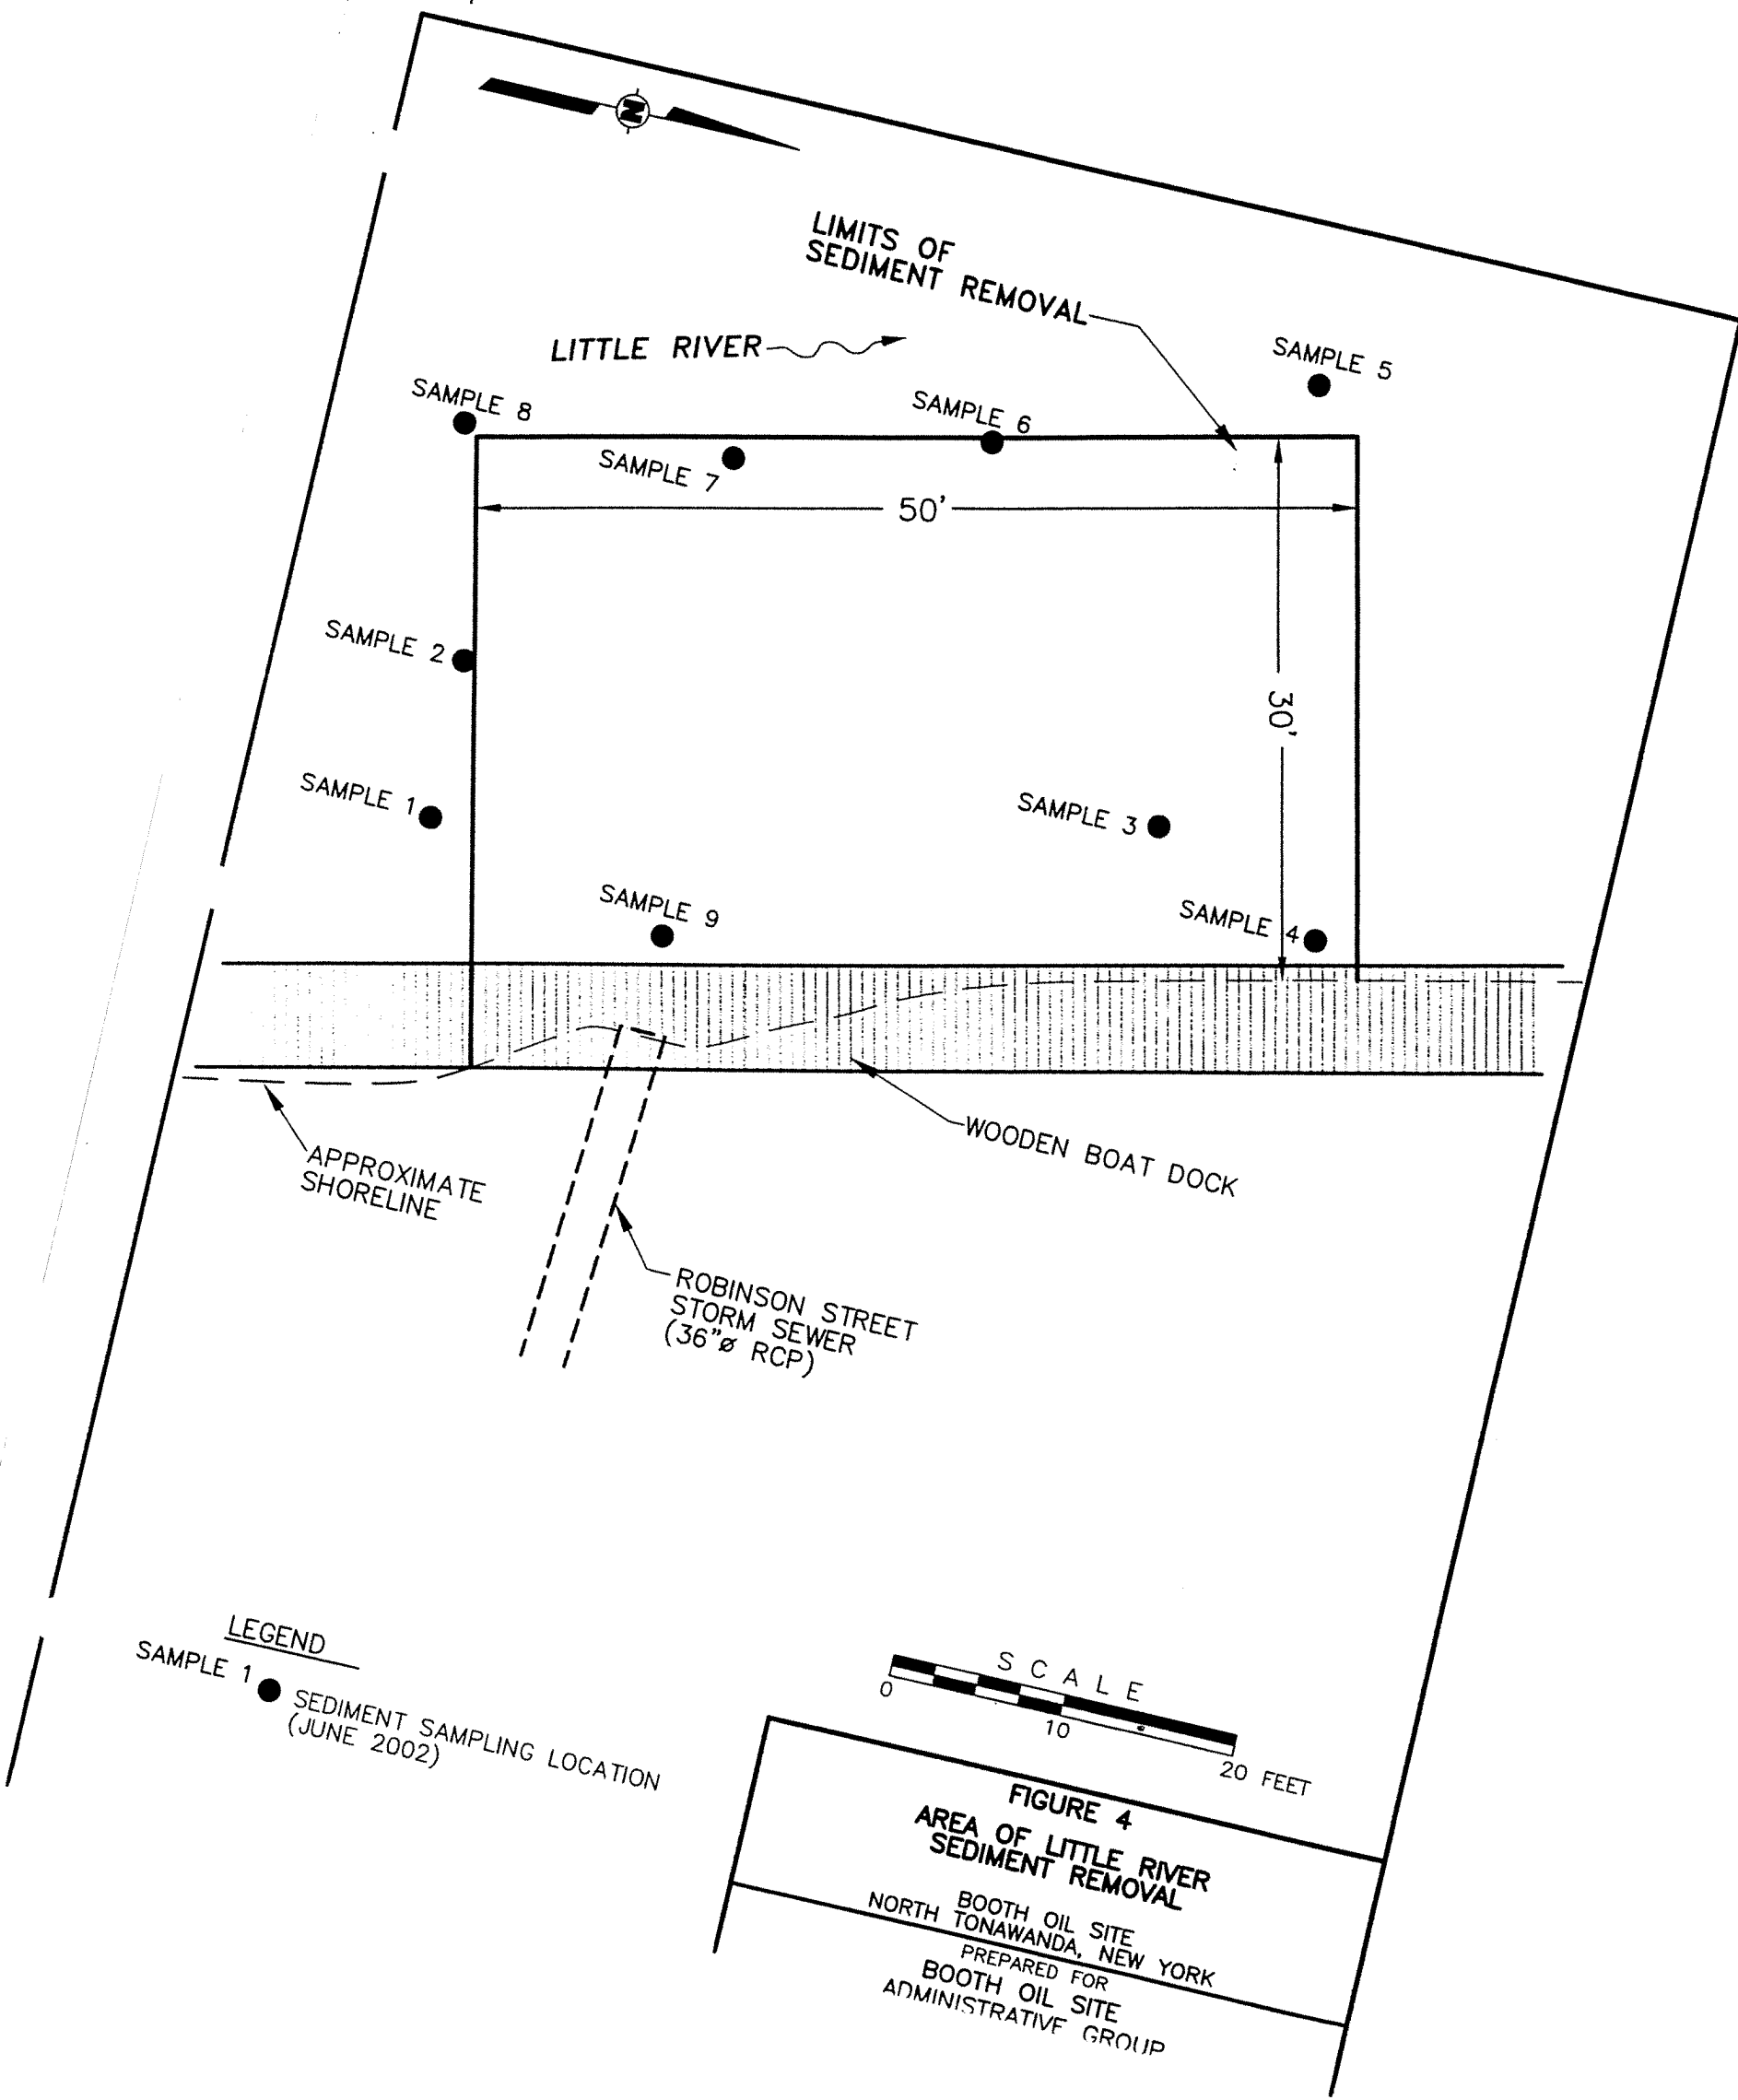 N
LIMITS OF
SEDIMENT REMOVAL
LITTLE RIVER
SAMPLE 5
SAMPLE 8
SAMPLE 6
SAMPLE 7
50'
SAMPLE 2
30'
SAMPLE 1
SAMPLE 3
SAMPLE 9
SAMPLE 4
WOODEN BOAT DOCK
APPROXIMATE
SHORELINE
ROBINSON STREET
STORM SEWER
(36"ø RCP)
LEGEND
SAMPLE 1
SEDIMENT SAMPLING LOCATION
(JUNE 2002)
SCALE
0
10
20 FEET
FIGURE 4
AREA OF LITTLE RIVER
SEDIMENT REMOVAL
BOOTH OIL SITE
NORTH TONAWANDA, NEW YORK
PREPARED FOR
BOOTH OIL SITE
ADMINISTRATIVE GROUP